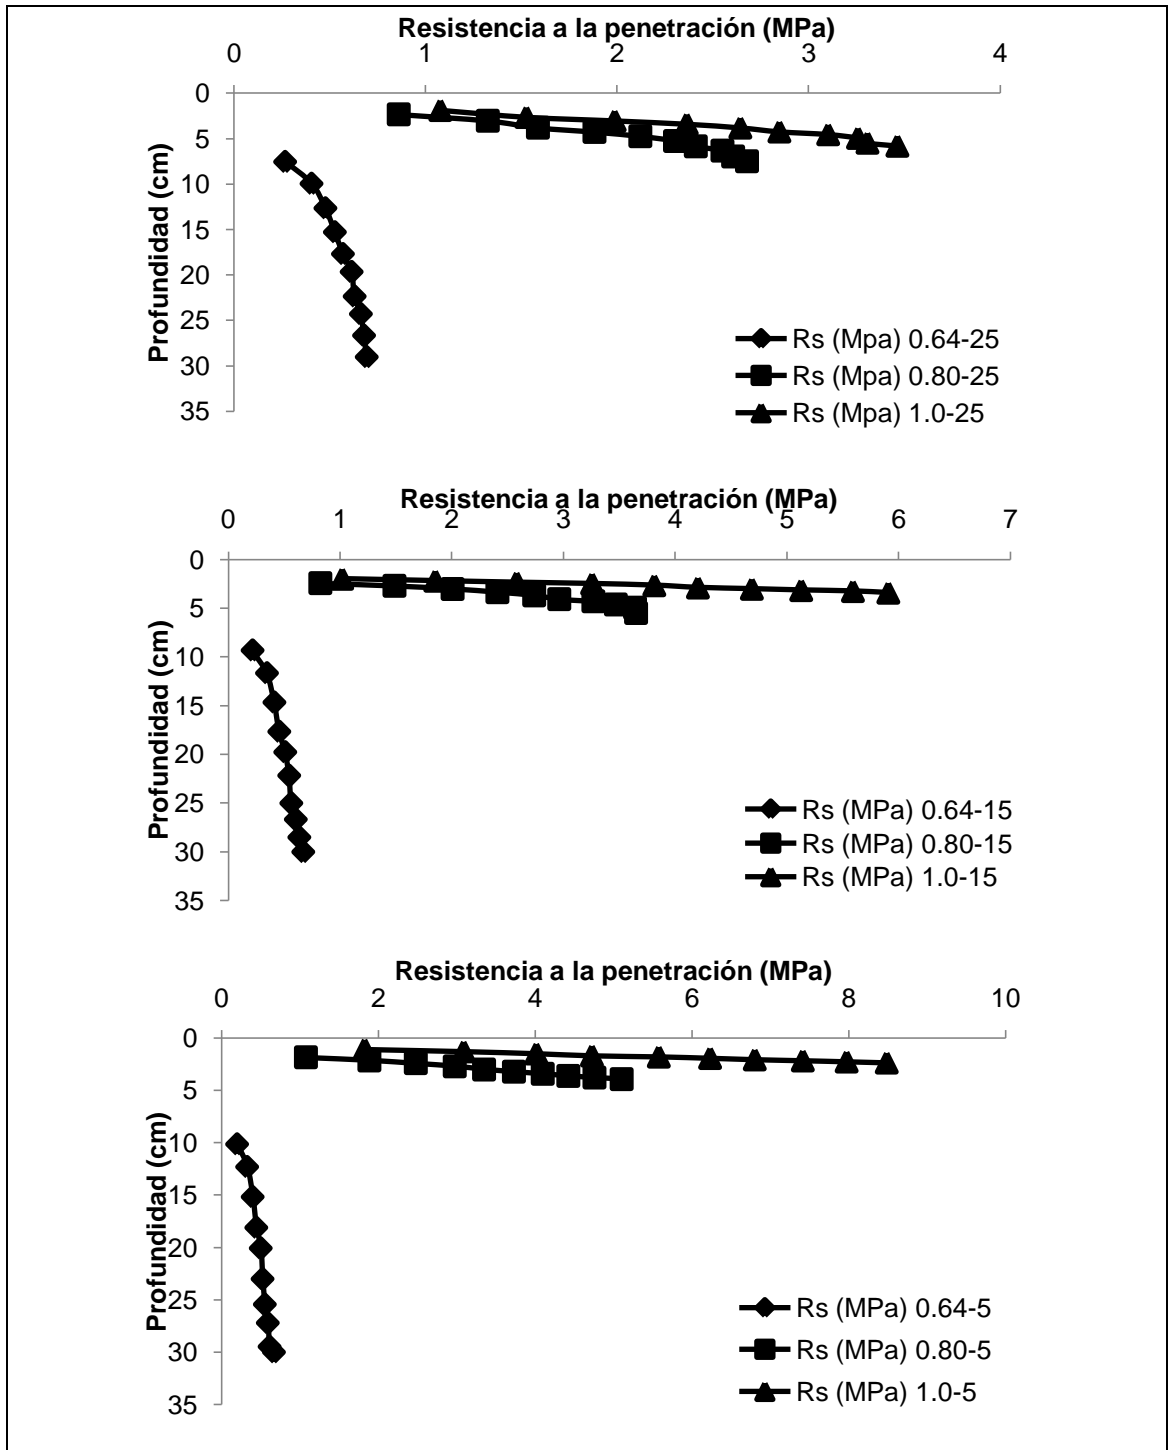 Resistencia a la penetración (MPa)
0 1 2 3 4
0
5
10
15
20
25
30
35
Profundidad (cm)
Rs (Mpa) 0.64-25
Rs (Mpa) 0.80-25
Rs (Mpa) 1.0-25
Resistencia a la penetración (MPa)
0 1 2 3 4 5 6 7
0
5
10
15
20
25
30
35
Profundidad (cm)
Rs (MPa) 0.64-15
Rs (MPa) 0.80-15
Rs (MPa) 1.0-15
Resistencia a la penetración (MPa)
0 2 4 6 8 10
0
5
10
15
20
25
30
35
Profundidad (cm)
Rs (MPa) 0.64-5
Rs (MPa) 0.80-5
Rs (MPa) 1.0-5